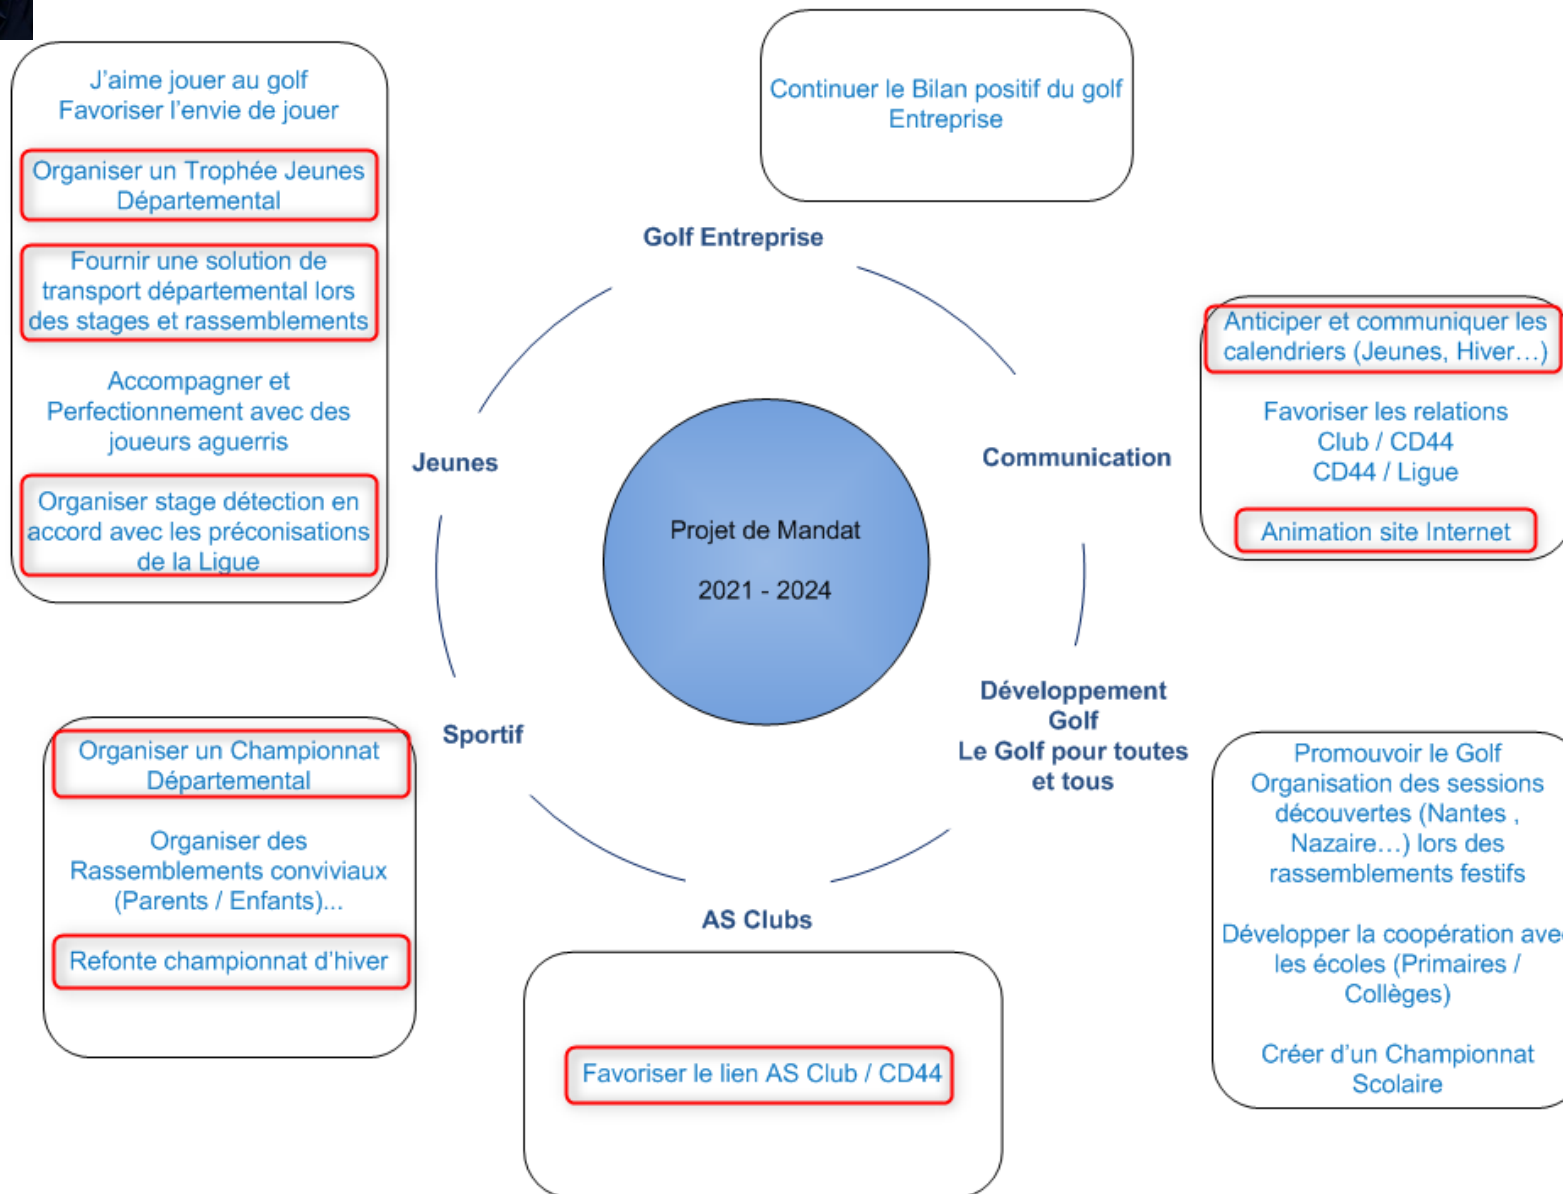 J'aime jouer au golf
Favoriser l'envie de jouer
Organiser un Trophée Jeunes
Départemental
Fournir une solution de
transport départemental lors
des stages et rassemblements
Accompagner et
Perfectionnement avec des
joueurs aguerris
Organiser stage détection en
accord avec les préconisations
de la Ligue
Continuer le Bilan positif du golf
Entreprise
Golf Entreprise
Jeunes
Communication
Anticiper et communiquer les
calendriers (Jeunes, Hiver…)
Favoriser les relations
Club / CD44
CD44 / Ligue
Animation site Internet
Projet de Mandat
2021 - 2024
Sportif
Développement
Golf
Le Golf pour toutes
et tous
Organiser un Championnat
Départemental
Organiser des
Rassemblements conviviaux
(Parents / Enfants)...
Refonte championnat d'hiver
AS Clubs
Favoriser le lien AS Club / CD44
Promouvoir le Golf
Organisation des sessions
découvertes (Nantes ,
Nazaire…) lors des
rassemblements festifs
Développer la coopération avec
les écoles (Primaires /
Collèges)
Créer d'un Championnat
Scolaire